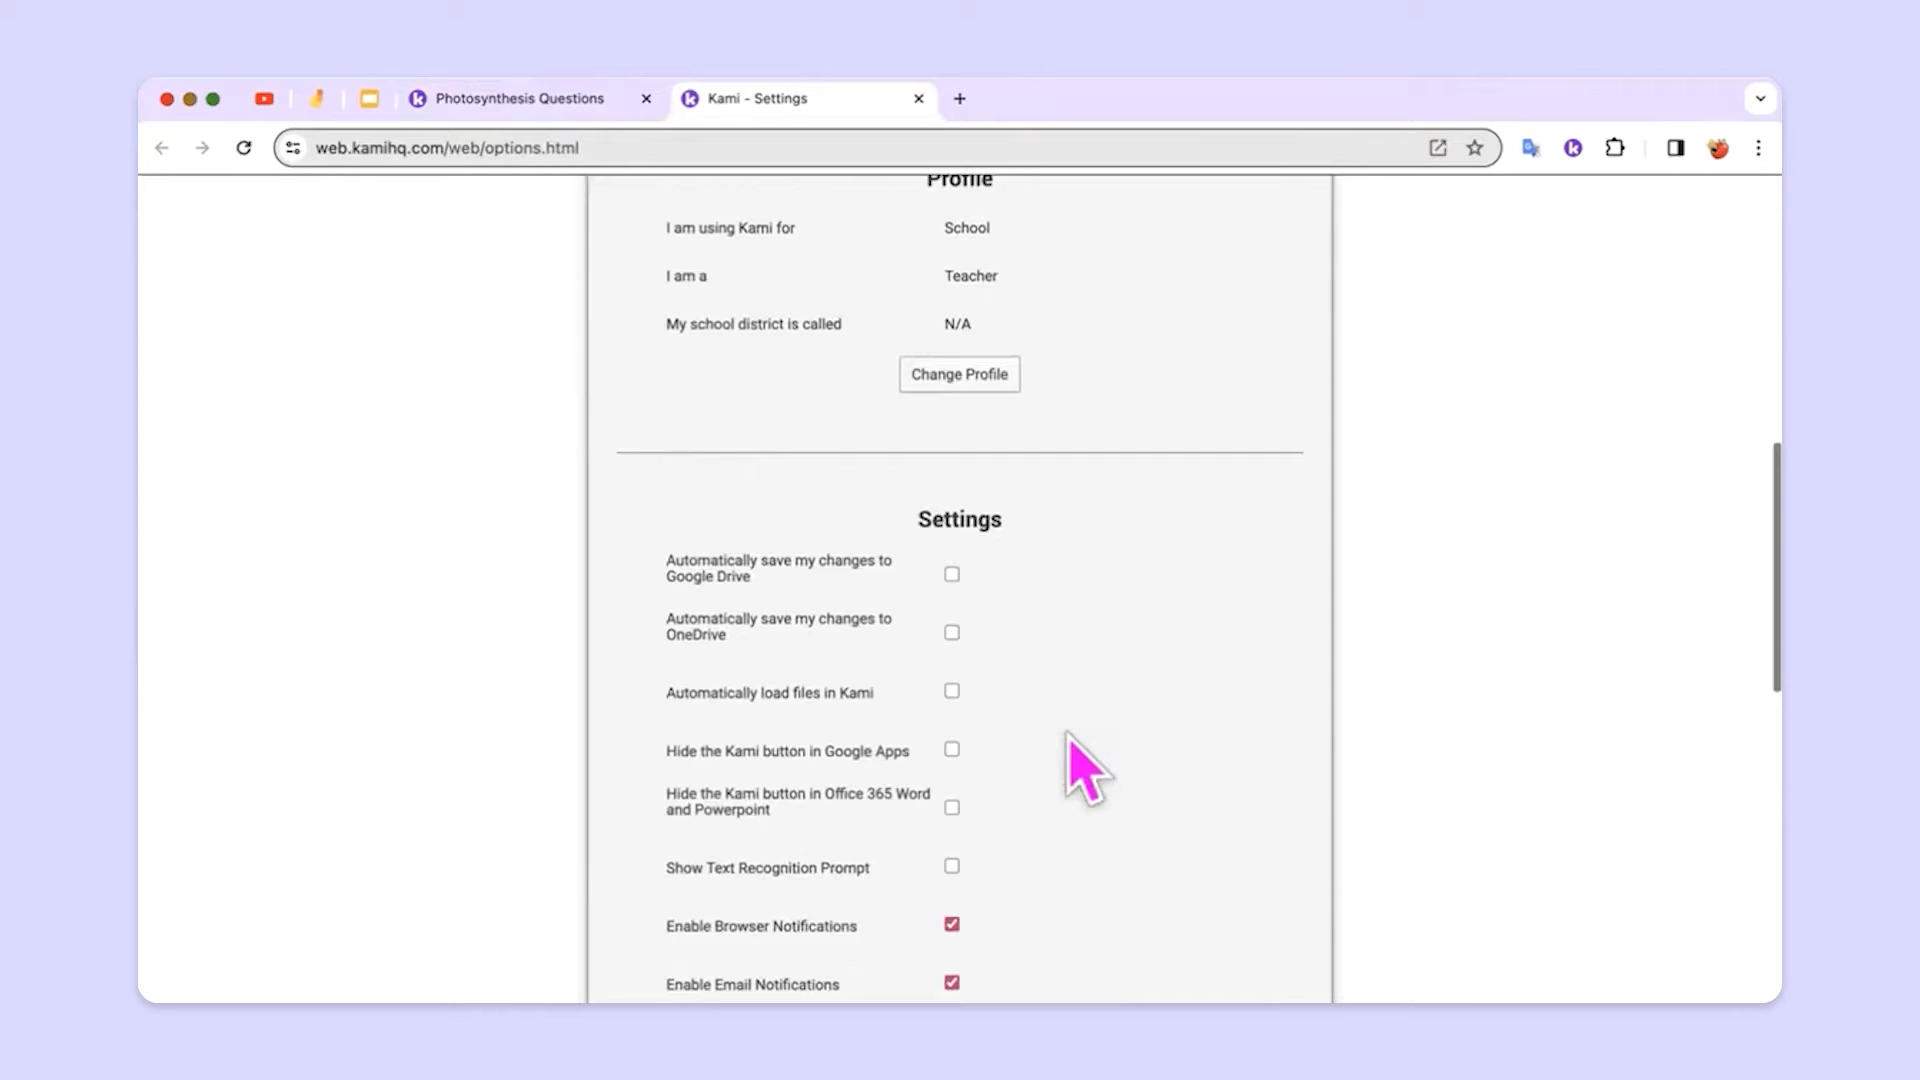 Photosynthesis Questions
Kami - Settings
web.kamihq.com/web/options.html
Profile
I am using Kami for School
I am a Teacher
My school district is called N/A
Change Profile
Settings
Automatically save my changes to
Google Drive
Automatically save my changes to
OneDrive
Automatically load files in Kami
Hide the Kami button in Google Apps
Hide the Kami button in Office 365 Word
and Powerpoint
Show Text Recognition Prompt
Enable Browser Notifications
Enable Email Notifications